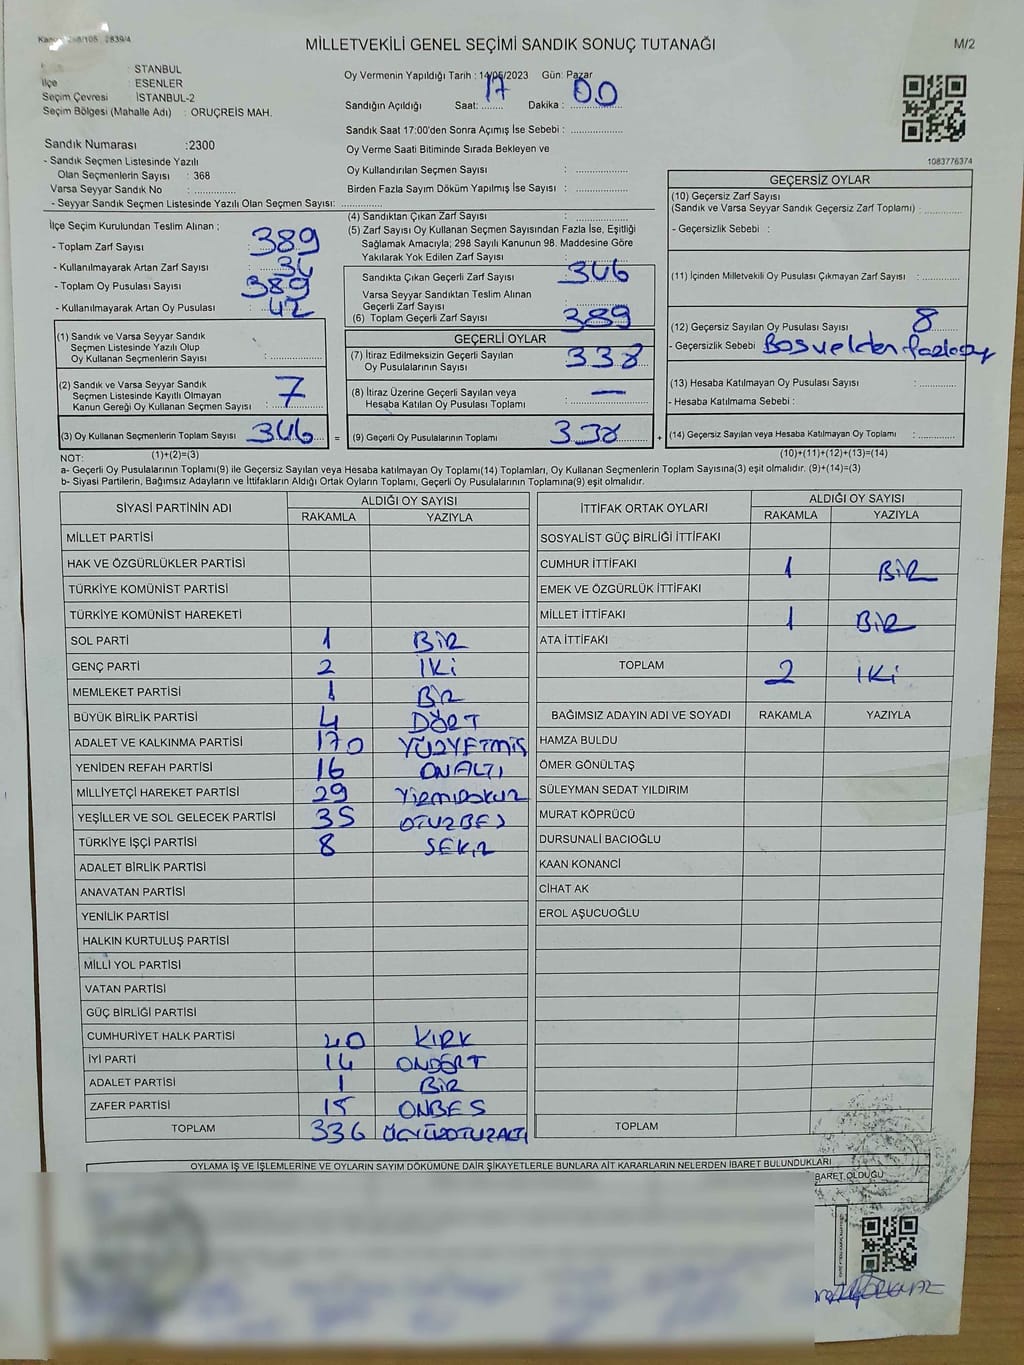 2839/4
MİLLETVEKİLİ GENEL SEÇİMİ SANDIK SONUÇ TUTANAĞI
M/2
STANBUL
İlçe : ESENLER
Seçim Çevresi : İSTANBUL-2
Seçim Bölgesi (Mahalle Adı) : ORUÇREİS MAH.
Sandık Numarası :2300
- Sandık Seçmen Listesinde Yazılı
Olan Seçmenlerin Sayısı : 368
Varsa Seyyar Sandık No :
- Seyyar Sandık Seçmen Listesinde Yazılı Olan Seçmen Sayısı:
Oy Vermenin Yapıldığı Tarih : 14/05/2023 Gün: Pazar
Sandığın Açıldığı Saat: 17 Dakika : 00
Sandık Saat 17:00'den Sonra Açımış İse Sebebi :
Oy Verme Saati Bitiminde Sırada Bekleyen ve
Oy Kullandırılan Seçmen Sayısı :
Birden Fazla Sayım Döküm Yapılmış İse Sayısı :
1083776374
İlçe Seçim Kurulundan Teslim Alınan ;
- Toplam Zarf Sayısı : 389
- Kullanılmayarak Artan Zarf Sayısı : 34
- Toplam Oy Pusulası Sayısı : 389
- Kullanılmayarak Artan Oy Pusulası : 42
(1) Sandık ve Varsa Seyyar Sandık
Seçmen Listesinde Yazılı Olup
Oy Kullanan Seçmenlerin Sayısı :
(2) Sandık ve Varsa Seyyar Sandık
Seçmen Listesinde Kayıtlı Olmayan
Kanun Gereği Oy Kullanan Seçmen Sayısı : 7
(3) Oy Kullanan Seçmenlerin Toplam Sayısı : 346 =
(4) Sandıktan Çıkan Zarf Sayısı :
(5) Zarf Sayısı Oy Kullanan Seçmen Sayısından Fazla İse, Eşitliği
Sağlamak Amacıyla; 298 Sayılı Kanunun 98. Maddesine Göre
Yakılarak Yok Edilen Zarf Sayısı :
Sandıkta Çıkan Geçerli Zarf Sayısı : 346
Varsa Seyyar Sandıktan Teslim Alınan
Geçerli Zarf Sayısı :
(6) Toplam Geçerli Zarf Sayısı : 389
GEÇERLİ OYLAR
(7) İtiraz Edilmeksizin Geçerli Sayılan
Oy Pusulalarının Sayısı : 338
(8) İtiraz Üzerine Geçerli Sayılan veya
Hesaba Katılan Oy Pusulası Toplamı : —
(9) Geçerli Oy Pusulalarının Toplamı : 338 +
GEÇERSİZ OYLAR
(10) Geçersiz Zarf Sayısı
(Sandık ve Varsa Seyyar Sandık Geçersiz Zarf Toplamı) :
- Geçersizlik Sebebi :
(11) İçinden Milletvekili Oy Pusulası Çıkmayan Zarf Sayısı :
(12) Geçersiz Sayılan Oy Pusulası Sayısı : 8
- Geçersizlik Sebebi :
(13) Hesaba Katılmayan Oy Pusulası Sayısı :
- Hesaba Katılmama Sebebi :
(14) Geçersiz Sayılan veya Hesaba Katılmayan Oy Toplamı :
NOT: (1)+(2)=(3)
(10)+(11)+(12)+(13)=(14)
a- Geçerli Oy Pusulalarının Toplamı(9) ile Geçersiz Sayılan veya Hesaba katılmayan Oy Toplamı(14) Toplamları, Oy Kullanan Seçmenlerin Toplam Sayısına(3) eşit olmalıdır. (9)+(14)=(3)
b- Siyasi Partilerin, Bağımsız Adayların ve İttifakların Aldığı Ortak Oyların Toplamı, Geçerli Oy Pusulalarının Toplamına(9) eşit olmalıdır.
SİYASİ PARTİNİN ADI ALDIĞI OY SAYISI
RAKAMLA YAZIYLA
MİLLET PARTİSİ
HAK VE ÖZGÜRLÜKLER PARTİSİ
TÜRKİYE KOMÜNİST PARTİSİ
TÜRKİYE KOMÜNİST HAREKETİ
SOL PARTİ 1 BİR
GENÇ PARTİ 2 İKİ
MEMLEKET PARTİSİ 1 BİR
BÜYÜK BİRLİK PARTİSİ 4 DÖRT
ADALET VE KALKINMA PARTİSİ 170 YÜZYETMİŞ
YENİDEN REFAH PARTİSİ 16 ONALTI
MİLLİYETÇİ HAREKET PARTİSİ 29 YİRMİDOKUZ
YEŞİLLER VE SOL GELECEK PARTİSİ 35 OTUZBEŞ
TÜRKİYE İŞÇİ PARTİSİ 8 SEKİZ
ADALET BİRLİK PARTİSİ
ANAVATAN PARTİSİ
YENİLİK PARTİSİ
HALKIN KURTULUŞ PARTİSİ
MİLLİ YOL PARTİSİ
VATAN PARTİSİ
GÜÇ BİRLİĞİ PARTİSİ
CUMHURİYET HALK PARTİSİ 40 KIRK
İYİ PARTİ 14 ONDÖRT
ADALET PARTİSİ 1 BİR
ZAFER PARTİSİ 15 ONBEŞ
TOPLAM 336 ÜÇYÜZOTUZALTI
İTTİFAK ORTAK OYLARI ALDIĞI OY SAYISI
RAKAMLA YAZIYLA
SOSYALİST GÜÇ BİRLİĞİ İTTİFAKI
CUMHUR İTTİFAKI 1 BİR
EMEK VE ÖZGÜRLÜK İTTİFAKI
MİLLET İTTİFAKI 1 BİR
ATA İTTİFAKI
TOPLAM 2 İKİ
BAĞIMSIZ ADAYIN ADI VE SOYADI RAKAMLA YAZIYLA
HAMZA BULDU
ÖMER GÖNÜLTAŞ
SÜLEYMAN SEDAT YILDIRIM
MURAT KÖPRÜCÜ
DURSUNALİ BACIOĞLU
KAAN KONANCİ
CİHAT AK
EROL AŞUCUOĞLU
TOPLAM
OYLAMA İŞ VE İŞLEMLERİNE VE OYLARIN SAYIM DÖKÜMÜNE DAİR ŞİKAYETLERLE BUNLARA AİT KARARLARIN NELERDEN İBARET BULUNDUKLARI
BARET OLDUĞU